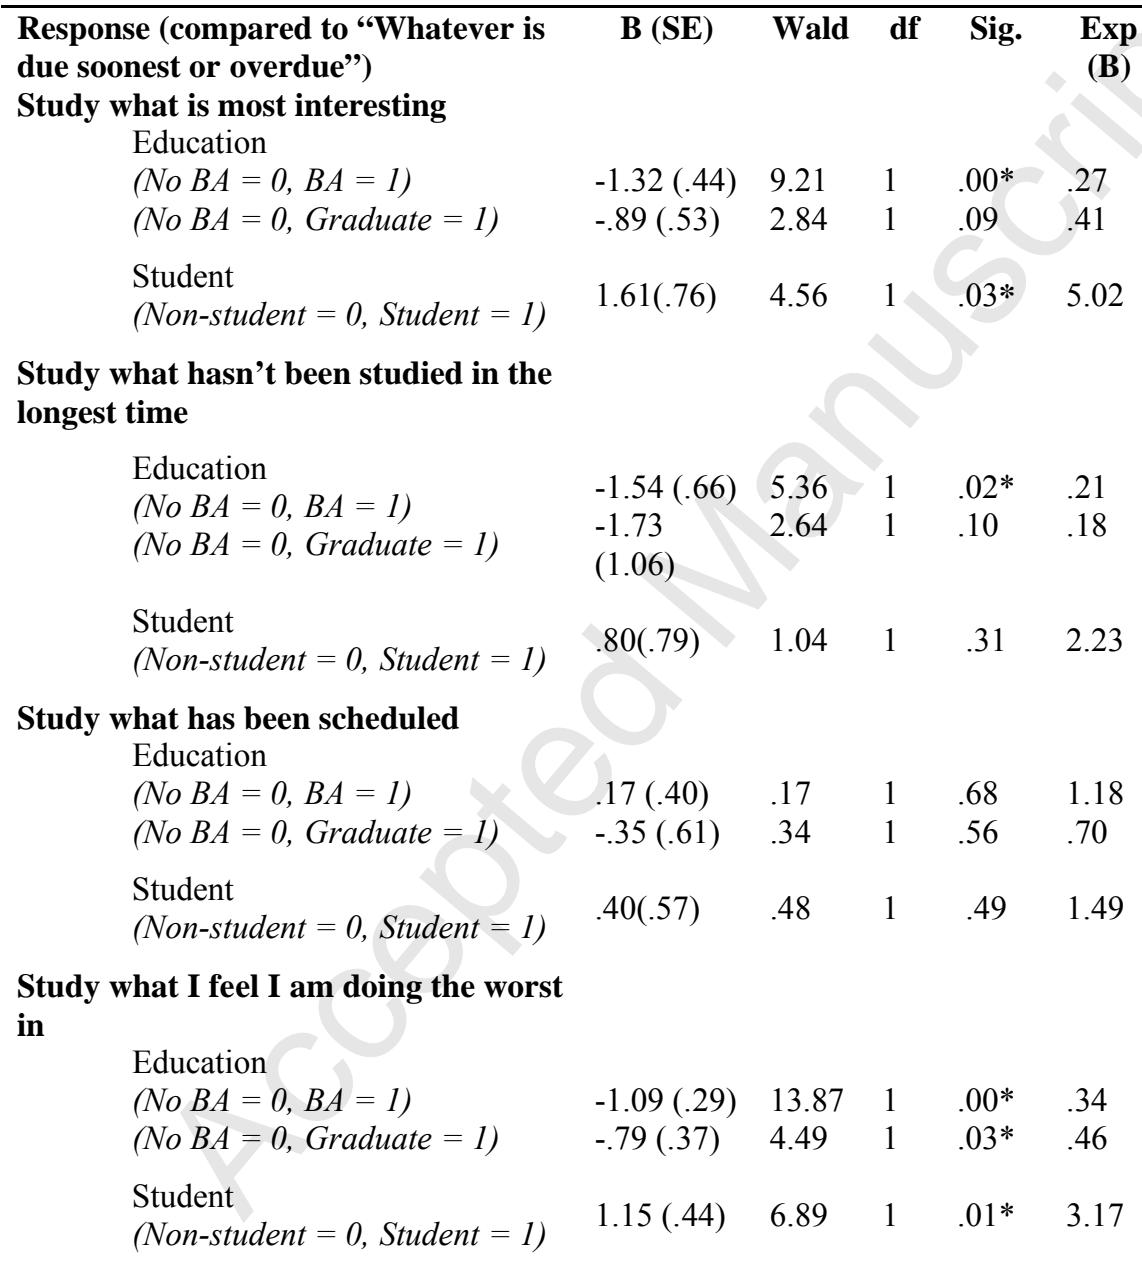 Response (compared to “Whatever is B (SE) Wald df Sig. Exp
due soonest or overdue”) (B)
Study what is most interesting
Education
(No BA = 0, BA = 1) -1.32 (.44) 9.21 1 .00* .27
(No BA = 0, Graduate = 1) -.89 (.53) 2.84 1 .09 .41
Student
(Non-student = 0, Student = 1) 1.61(.76) 4.56 1 .03* 5.02
Study what hasn’t been studied in the
longest time
Education
(No BA = 0, BA = 1) -1.54 (.66) 5.36 1 .02* .21
(No BA = 0, Graduate = 1) -1.73 2.64 1 .10 .18
(1.06)
Student
(Non-student = 0, Student = 1) .80(.79) 1.04 1 .31 2.23
Study what has been scheduled
Education
(No BA = 0, BA = 1) .17 (.40) .17 1 .68 1.18
(No BA = 0, Graduate = 1) -.35 (.61) .34 1 .56 .70
Student
(Non-student = 0, Student = 1) .40(.57) .48 1 .49 1.49
Study what I feel I am doing the worst
in
Education
(No BA = 0, BA = 1) -1.09 (.29) 13.87 1 .00* .34
(No BA = 0, Graduate = 1) -.79 (.37) 4.49 1 .03* .46
Student
(Non-student = 0, Student = 1) 1.15 (.44) 6.89 1 .01* 3.17
Accepted Manuscrip